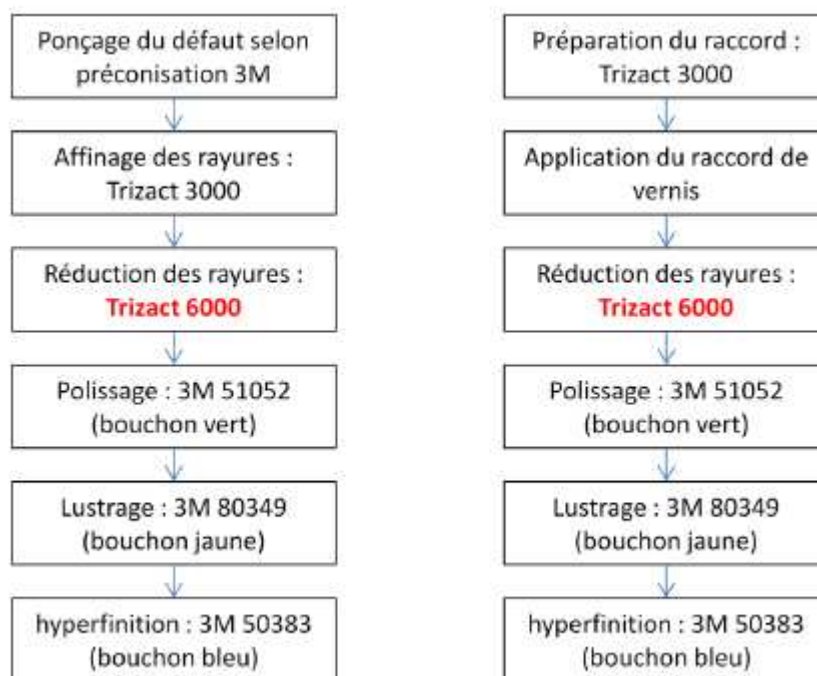 Ponçage du défaut selon
préconisation 3M
Affinage des rayures :
Trizact 3000
Réduction des rayures :
Trizact 6000
Polissage : 3M 51052
(bouchon vert)
Lustrage : 3M 80349
(bouchon jaune)
hyperfinition : 3M 50383
(bouchon bleu)
Préparation du raccord :
Trizact 3000
Application du raccord de
vernis
Réduction des rayures :
Trizact 6000
Polissage : 3M 51052
(bouchon vert)
Lustrage : 3M 80349
(bouchon jaune)
hyperfinition : 3M 50383
(bouchon bleu)